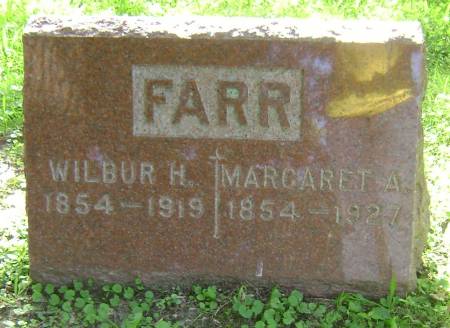 FARR
WILBUR H. MARGARET A.
1854 – 1919 1854 – 1927